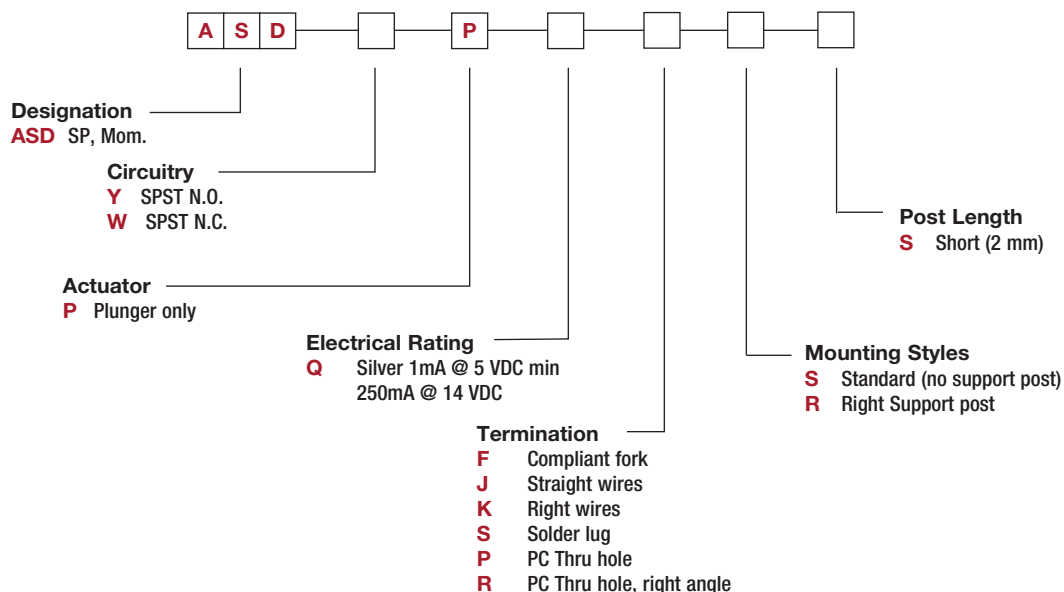 A S D P
Designation
ASD SP, Mom.
Circuitry
Y SPST N.O.
W SPST N.C.
Actuator
P Plunger only
Electrical Rating
Q Silver 1mA @ 5 VDC min
250mA @ 14 VDC
Termination
F Compliant fork
J Straight wires
K Right wires
S Solder lug
P PC Thru hole
R PC Thru hole, right angle
Mounting Styles
S Standard (no support post)
R Right Support post
Post Length
S Short (2 mm)